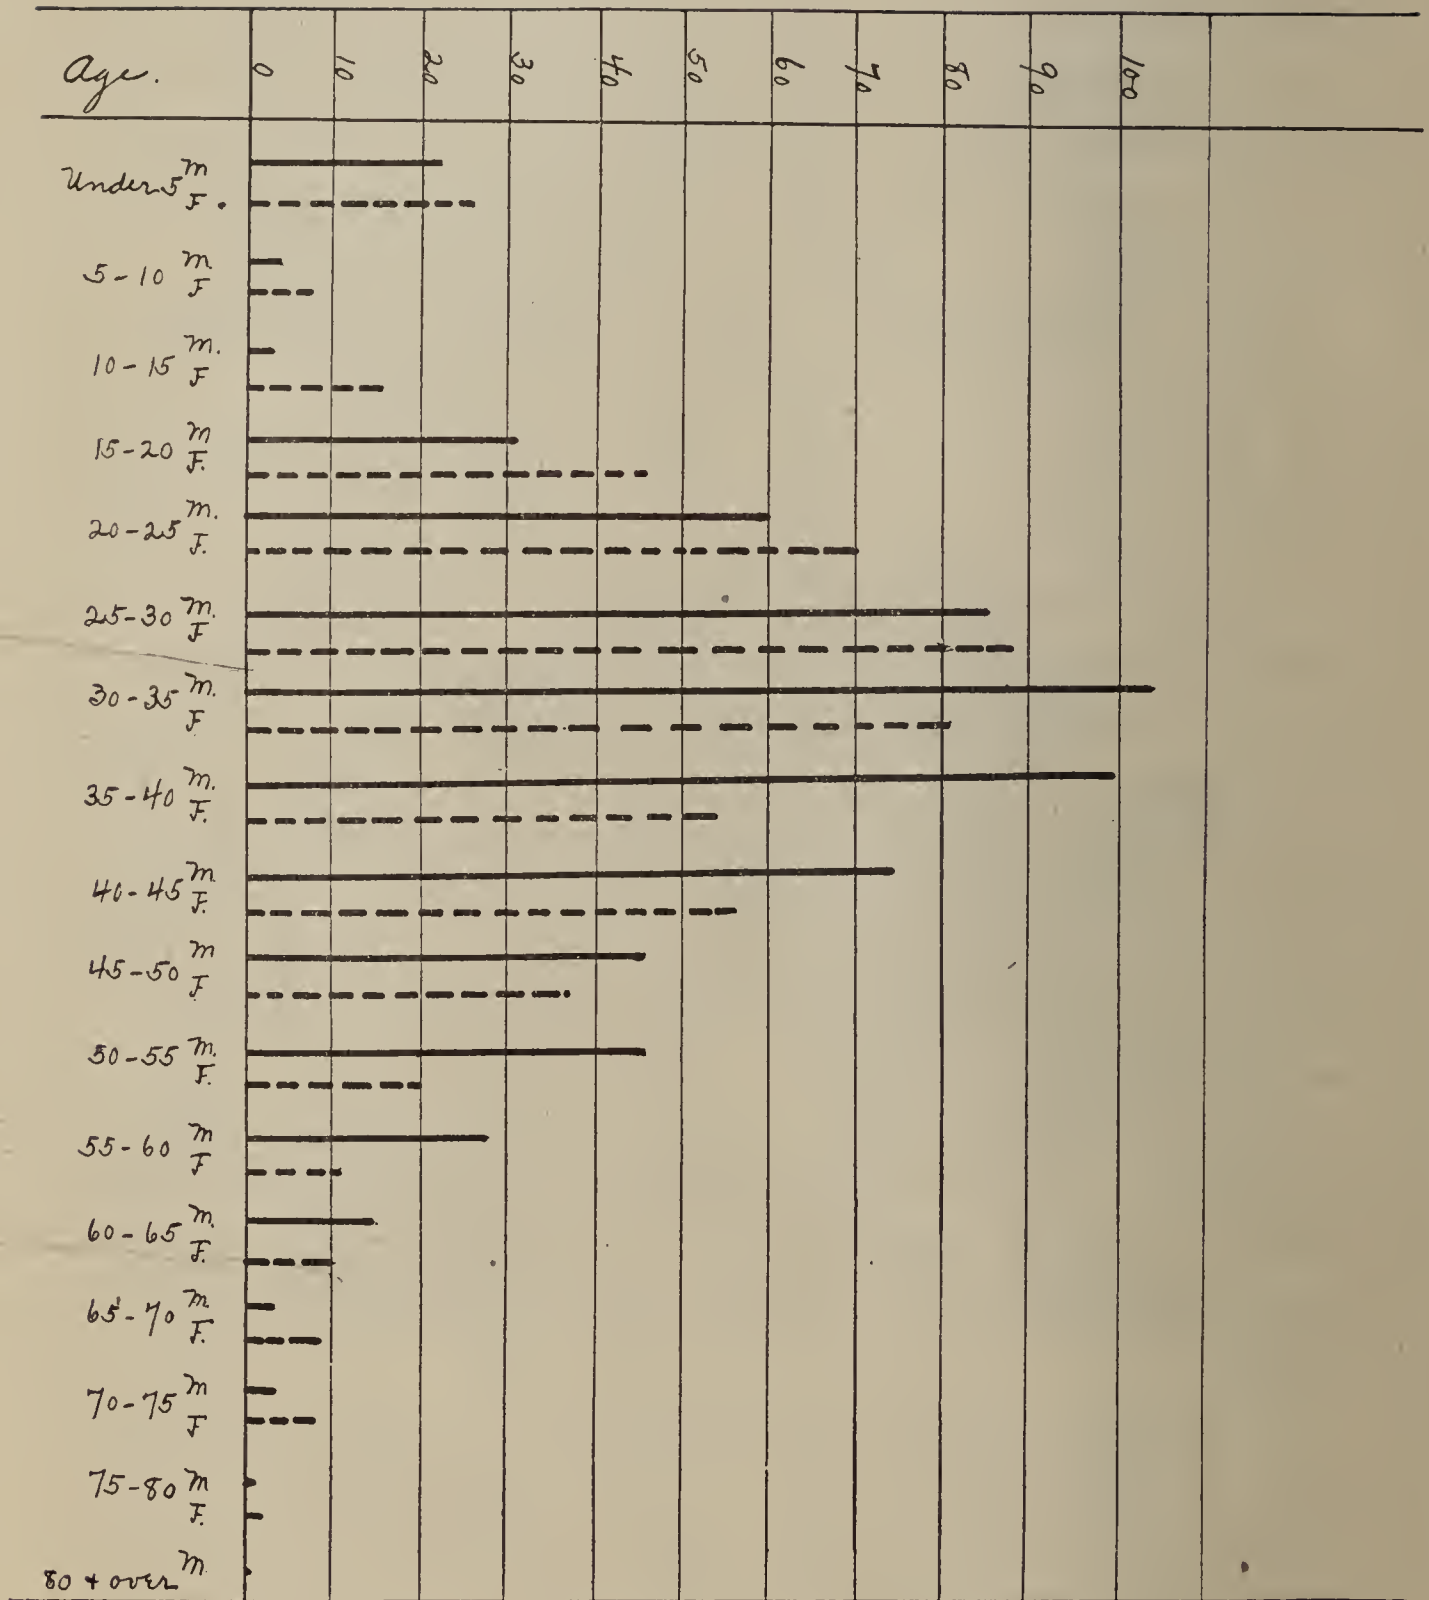 Age. 0 10 20 30 40 50 60 70 80 90 100
Under 5 M
F.
5-10 M.
F
10-15 M.
F
15-20 M
F.
20-25 M.
F.
25-30 M.
F
30-35 M.
F
35-40 M.
F.
40-45 M.
F.
45-50 M
F
50-55 M.
F.
55-60 M
F
60-65 M.
F.
65-70 M.
F.
70-75 M
F
75-80 M
F.
80 + over M.